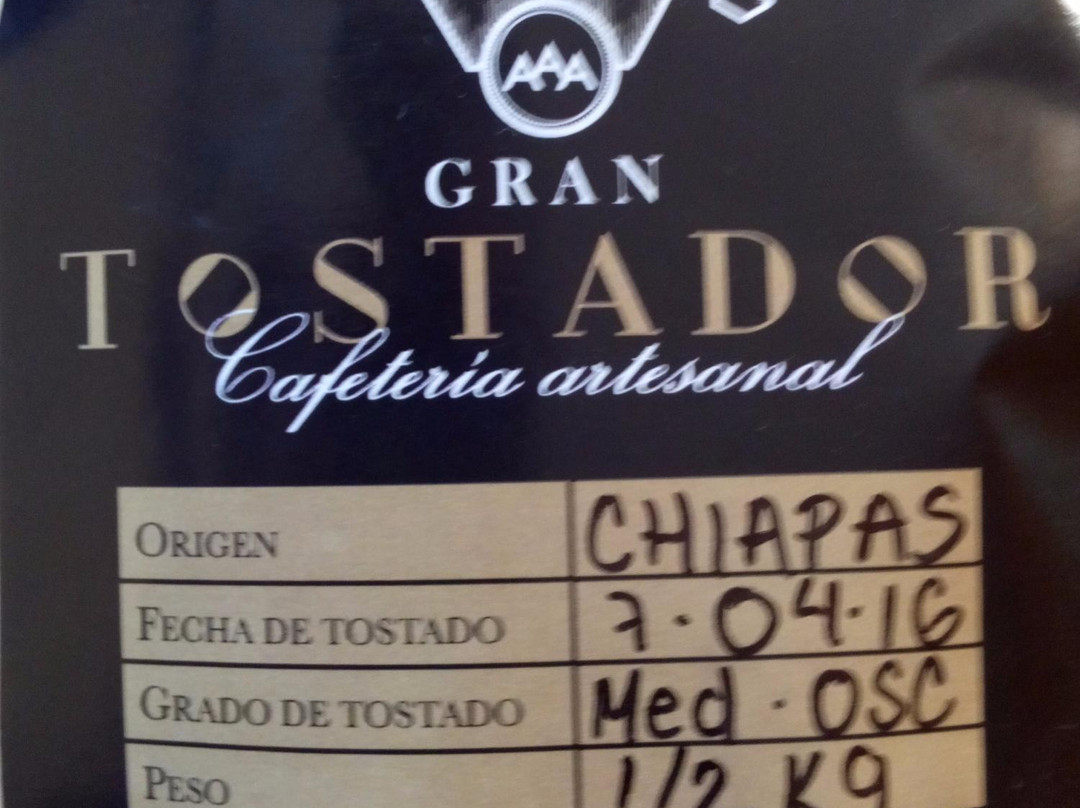 AAA
GRAN
TOSTADOR
Cafetería artesanal
ORIGEN CHIAPAS
FECHA DE TOSTADO 7.04.16
GRADO DE TOSTADO Med. OSC
PESO 1/2 KG